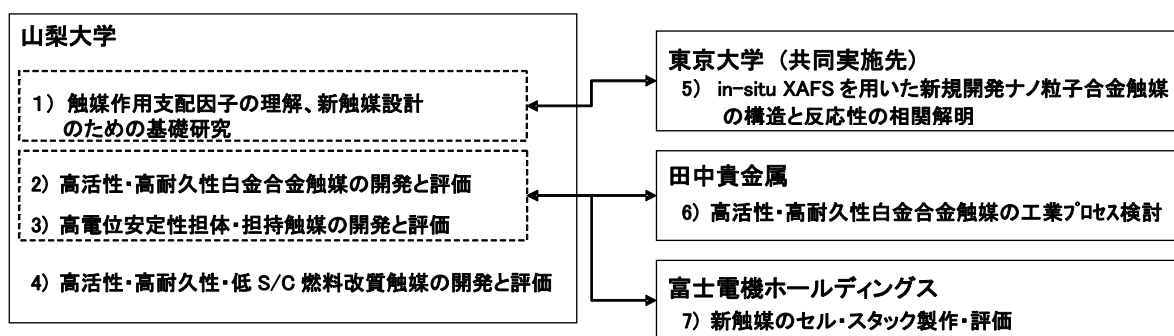 山梨大学
1） 触媒作用支配因子の理解、新触媒設計
のための基礎研究
2） 高活性・高耐久性白金合金触媒の開発と評価
3） 高電位安定性担体・担持触媒の開発と評価
4） 高活性・高耐久性・低 S/C 燃料改質触媒の開発と評価
東京大学 （共同実施先）
5） in-situ XAFS を用いた新規開発ナノ粒子合金触媒
の構造と反応性の相関解明
田中貴金属
6） 高活性・高耐久性白金合金触媒の工業プロセス検討
富士電機ホールディングス
7） 新触媒のセル・スタック製作・評価